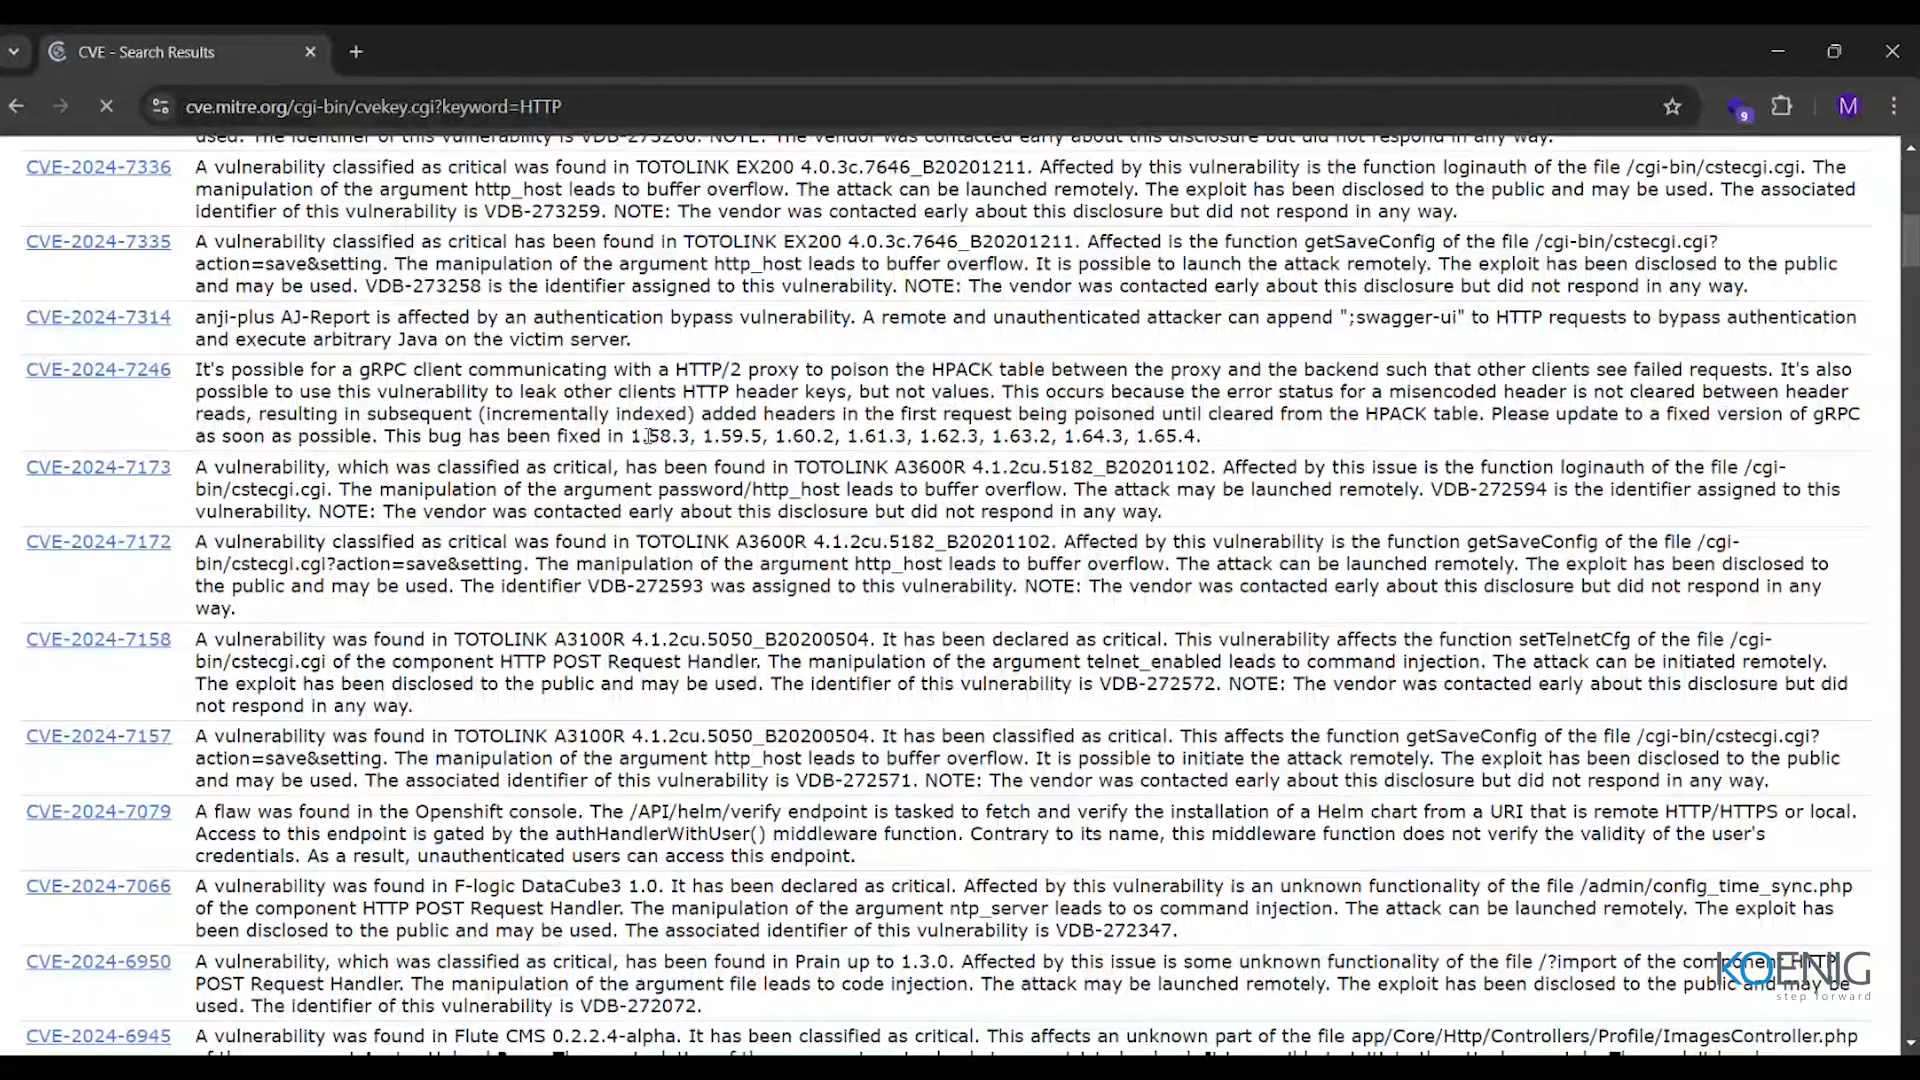 CVE - Search Results
cve.mitre.org/cgi-bin/cvekey.cgi?keyword=HTTP
M
9
used. The identifier of this vulnerability is VDB-273260. NOTE: The vendor was contacted early about this disclosure but did not respond in any way.
CVE-2024-7336 A vulnerability classified as critical was found in TOTOLINK EX200 4.0.3c.7646_B20201211. Affected by this vulnerability is the function loginauth of the file /cgi-bin/cstecgi.cgi. The
manipulation of the argument http_host leads to buffer overflow. The attack can be launched remotely. The exploit has been disclosed to the public and may be used. The associated
identifier of this vulnerability is VDB-273259. NOTE: The vendor was contacted early about this disclosure but did not respond in any way.
CVE-2024-7335 A vulnerability classified as critical has been found in TOTOLINK EX200 4.0.3c.7646_B20201211. Affected is the function getSaveConfig of the file /cgi-bin/cstecgi.cgi?
action=save&setting. The manipulation of the argument http_host leads to buffer overflow. It is possible to launch the attack remotely. The exploit has been disclosed to the public
and may be used. VDB-273258 is the identifier assigned to this vulnerability. NOTE: The vendor was contacted early about this disclosure but did not respond in any way.
CVE-2024-7314 anji-plus AJ-Report is affected by an authentication bypass vulnerability. A remote and unauthenticated attacker can append ";swagger-ui" to HTTP requests to bypass authentication
and execute arbitrary Java on the victim server.
CVE-2024-7246 It's possible for a gRPC client communicating with a HTTP/2 proxy to poison the HPACK table between the proxy and the backend such that other clients see failed requests. It's also
possible to use this vulnerability to leak other clients HTTP header keys, but not values. This occurs because the error status for a misencoded header is not cleared between header
reads, resulting in subsequent (incrementally indexed) added headers in the first request being poisoned until cleared from the HPACK table. Please update to a fixed version of gRPC
as soon as possible. This bug has been fixed in 1.58.3, 1.59.5, 1.60.2, 1.61.3, 1.62.3, 1.63.2, 1.64.3, 1.65.4.
CVE-2024-7173 A vulnerability, which was classified as critical, has been found in TOTOLINK A3600R 4.1.2cu.5182_B20201102. Affected by this issue is the function loginauth of the file /cgi-
bin/cstecgi.cgi. The manipulation of the argument password/http_host leads to buffer overflow. The attack may be launched remotely. VDB-272594 is the identifier assigned to this
vulnerability. NOTE: The vendor was contacted early about this disclosure but did not respond in any way.
CVE-2024-7172 A vulnerability classified as critical was found in TOTOLINK A3600R 4.1.2cu.5182_B20201102. Affected by this vulnerability is the function getSaveConfig of the file /cgi-
bin/cstecgi.cgi?action=save&setting. The manipulation of the argument http_host leads to buffer overflow. The attack can be launched remotely. The exploit has been disclosed to
the public and may be used. The identifier VDB-272593 was assigned to this vulnerability. NOTE: The vendor was contacted early about this disclosure but did not respond in any
way.
CVE-2024-7158 A vulnerability was found in TOTOLINK A3100R 4.1.2cu.5050_B20200504. It has been declared as critical. This vulnerability affects the function setTelnetCfg of the file /cgi-
bin/cstecgi.cgi of the component HTTP POST Request Handler. The manipulation of the argument telnet_enabled leads to command injection. The attack can be initiated remotely.
The exploit has been disclosed to the public and may be used. The identifier of this vulnerability is VDB-272572. NOTE: The vendor was contacted early about this disclosure but did
not respond in any way.
CVE-2024-7157 A vulnerability was found in TOTOLINK A3100R 4.1.2cu.5050_B20200504. It has been classified as critical. This affects the function getSaveConfig of the file /cgi-bin/cstecgi.cgi?
action=save&setting. The manipulation of the argument http_host leads to buffer overflow. It is possible to initiate the attack remotely. The exploit has been disclosed to the public
and may be used. The associated identifier of this vulnerability is VDB-272571. NOTE: The vendor was contacted early about this disclosure but did not respond in any way.
CVE-2024-7079 A flaw was found in the Openshift console. The /API/helm/verify endpoint is tasked to fetch and verify the installation of a Helm chart from a URI that is remote HTTP/HTTPS or local.
Access to this endpoint is gated by the authHandlerWithUser() middleware function. Contrary to its name, this middleware function does not verify the validity of the user's
credentials. As a result, unauthenticated users can access this endpoint.
CVE-2024-7066 A vulnerability was found in F-logic DataCube3 1.0. It has been declared as critical. Affected by this vulnerability is an unknown functionality of the file /admin/config_time_sync.php
of the component HTTP POST Request Handler. The manipulation of the argument ntp_server leads to os command injection. The attack can be launched remotely. The exploit has
been disclosed to the public and may be used. The associated identifier of this vulnerability is VDB-272347.
CVE-2024-6950 A vulnerability, which was classified as critical, has been found in Prain up to 1.3.0. Affected by this issue is some unknown functionality of the file /?import of the component HTTP
POST Request Handler. The manipulation of the argument file leads to code injection. The attack may be launched remotely. The exploit has been disclosed to the public and may be
used. The identifier of this vulnerability is VDB-272072.
CVE-2024-6945 A vulnerability was found in Flute CMS 0.2.2.4-alpha. It has been classified as critical. This affects an unknown part of the file app/Core/Http/Controllers/Profile/ImagesController.php
KOENIG
step forward